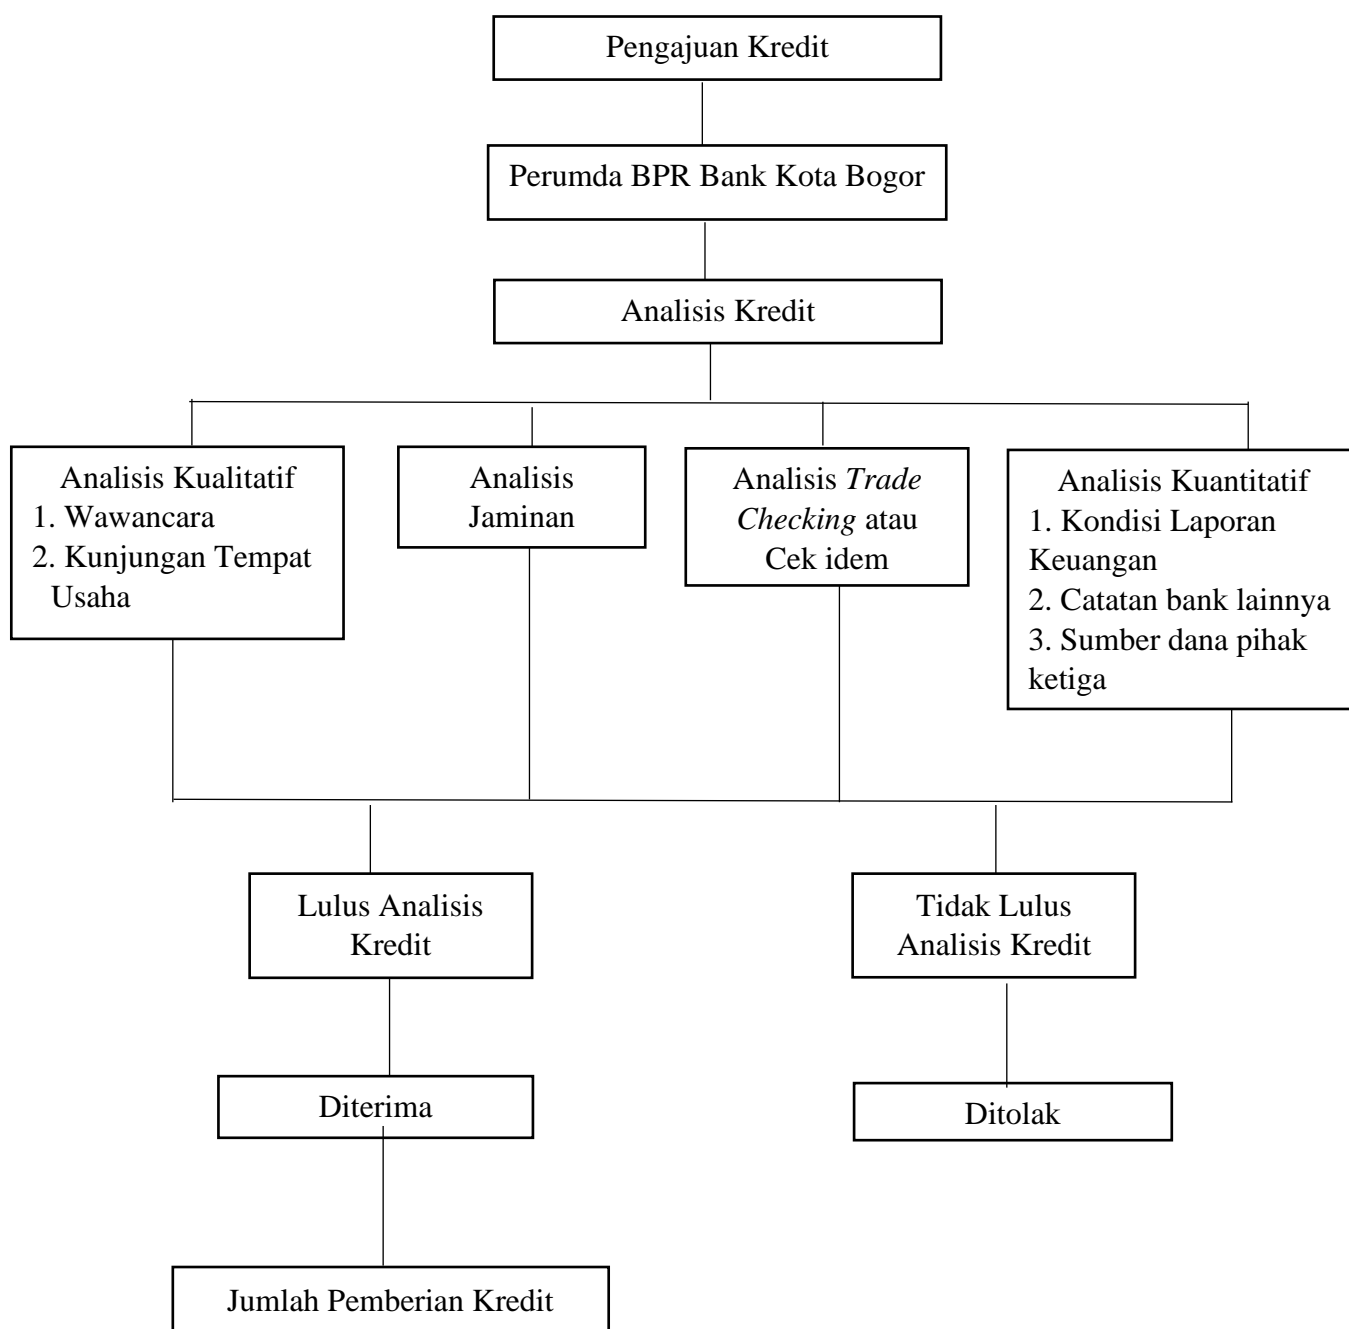 Pengajuan Kredit
Perumda BPR Bank Kota Bogor
Analisis Kredit
Analisis Kualitatif
1. Wawancara
2. Kunjungan Tempat
Usaha
Analisis
Jaminan
Analisis Trade
Checking atau
Cek idem
Analisis Kuantitatif
1. Kondisi Laporan
Keuangan
2. Catatan bank lainnya
3. Sumber dana pihak
ketiga
Lulus Analisis
Kredit
Tidak Lulus
Analisis Kredit
Diterima
Ditolak
Jumlah Pemberian Kredit